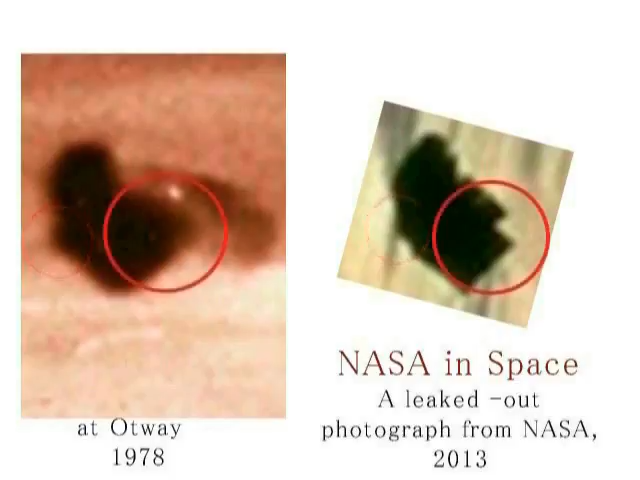 at Otway
1978
NASA in Space
A leaked -out
photograph from NASA,
2013